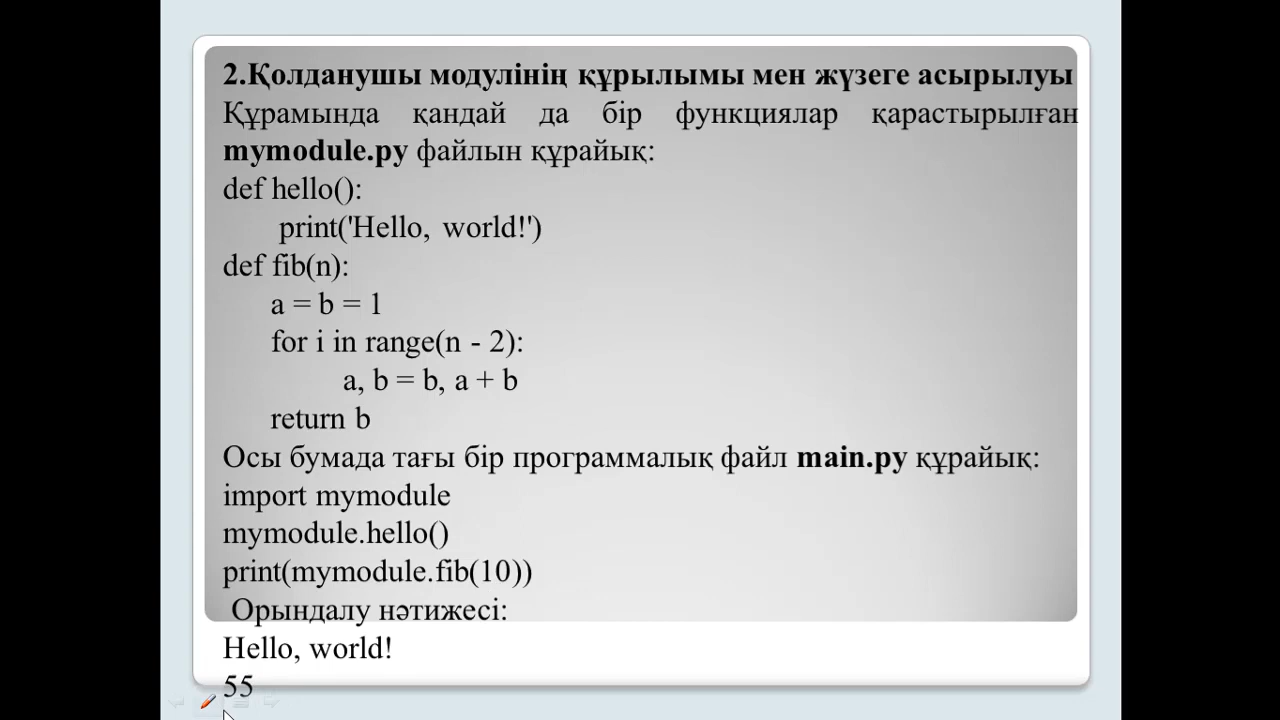 2.Қолданушы модулінің құрылымы мен жүзеге асырылуы
Құрамында қандай да бір функциялар қарастырылған
mymodule.py файлын құрайық:
def hello():
print('Hello, world!')
def fib(n):
a = b = 1
for i in range(n - 2):
a, b = b, a + b
return b
Осы бумада тағы бір программалық файл main.py құрайық:
import mymodule
mymodule.hello()
print(mymodule.fib(10))
Орындалу нәтижесі:
Hello, world!
55